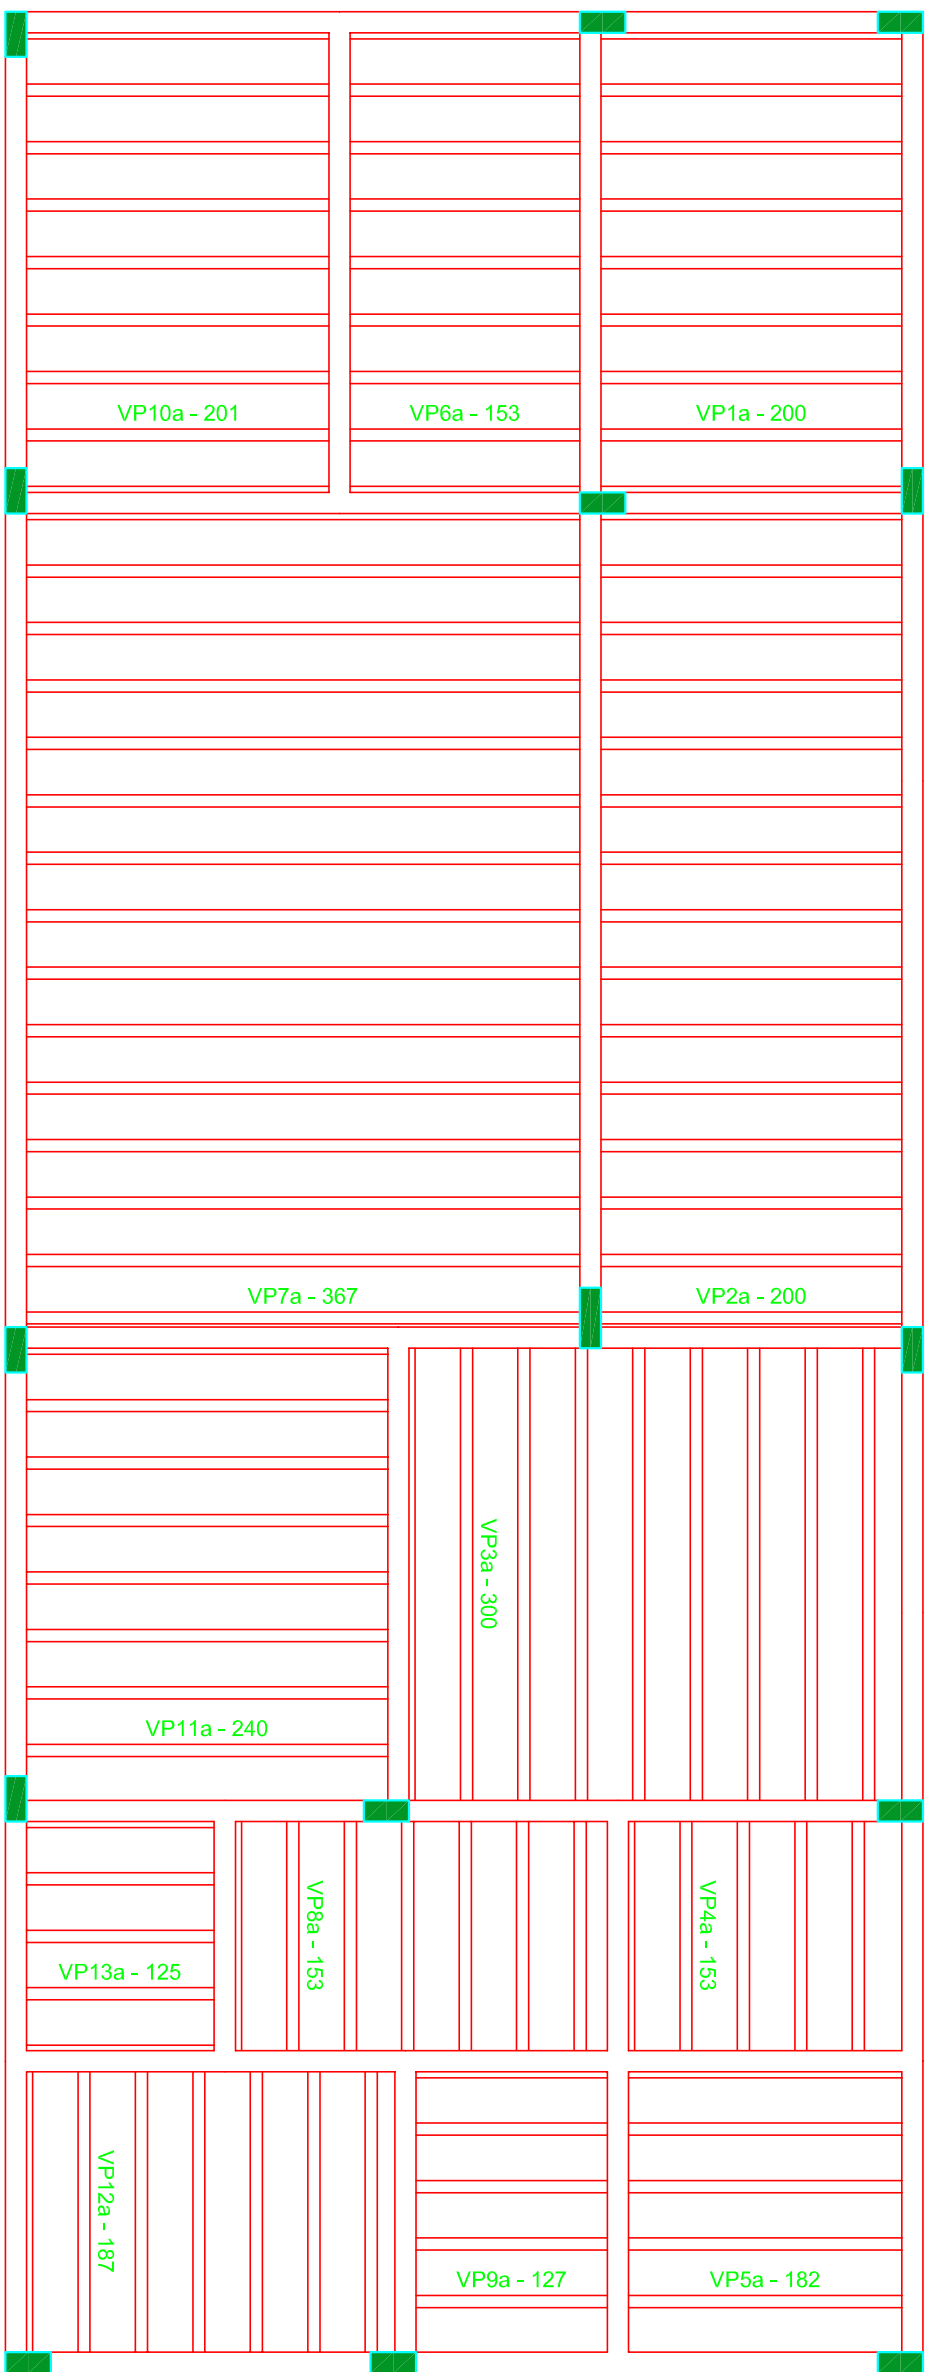 VP10a - 201
VP6a - 153
VP1a - 200
VP7a - 367
VP2a - 200
VP3a - 300
VP11a - 240
VP8a - 153
VP4a - 153
VP13a - 125
VP12a - 187
VP9a - 127
VP5a - 182